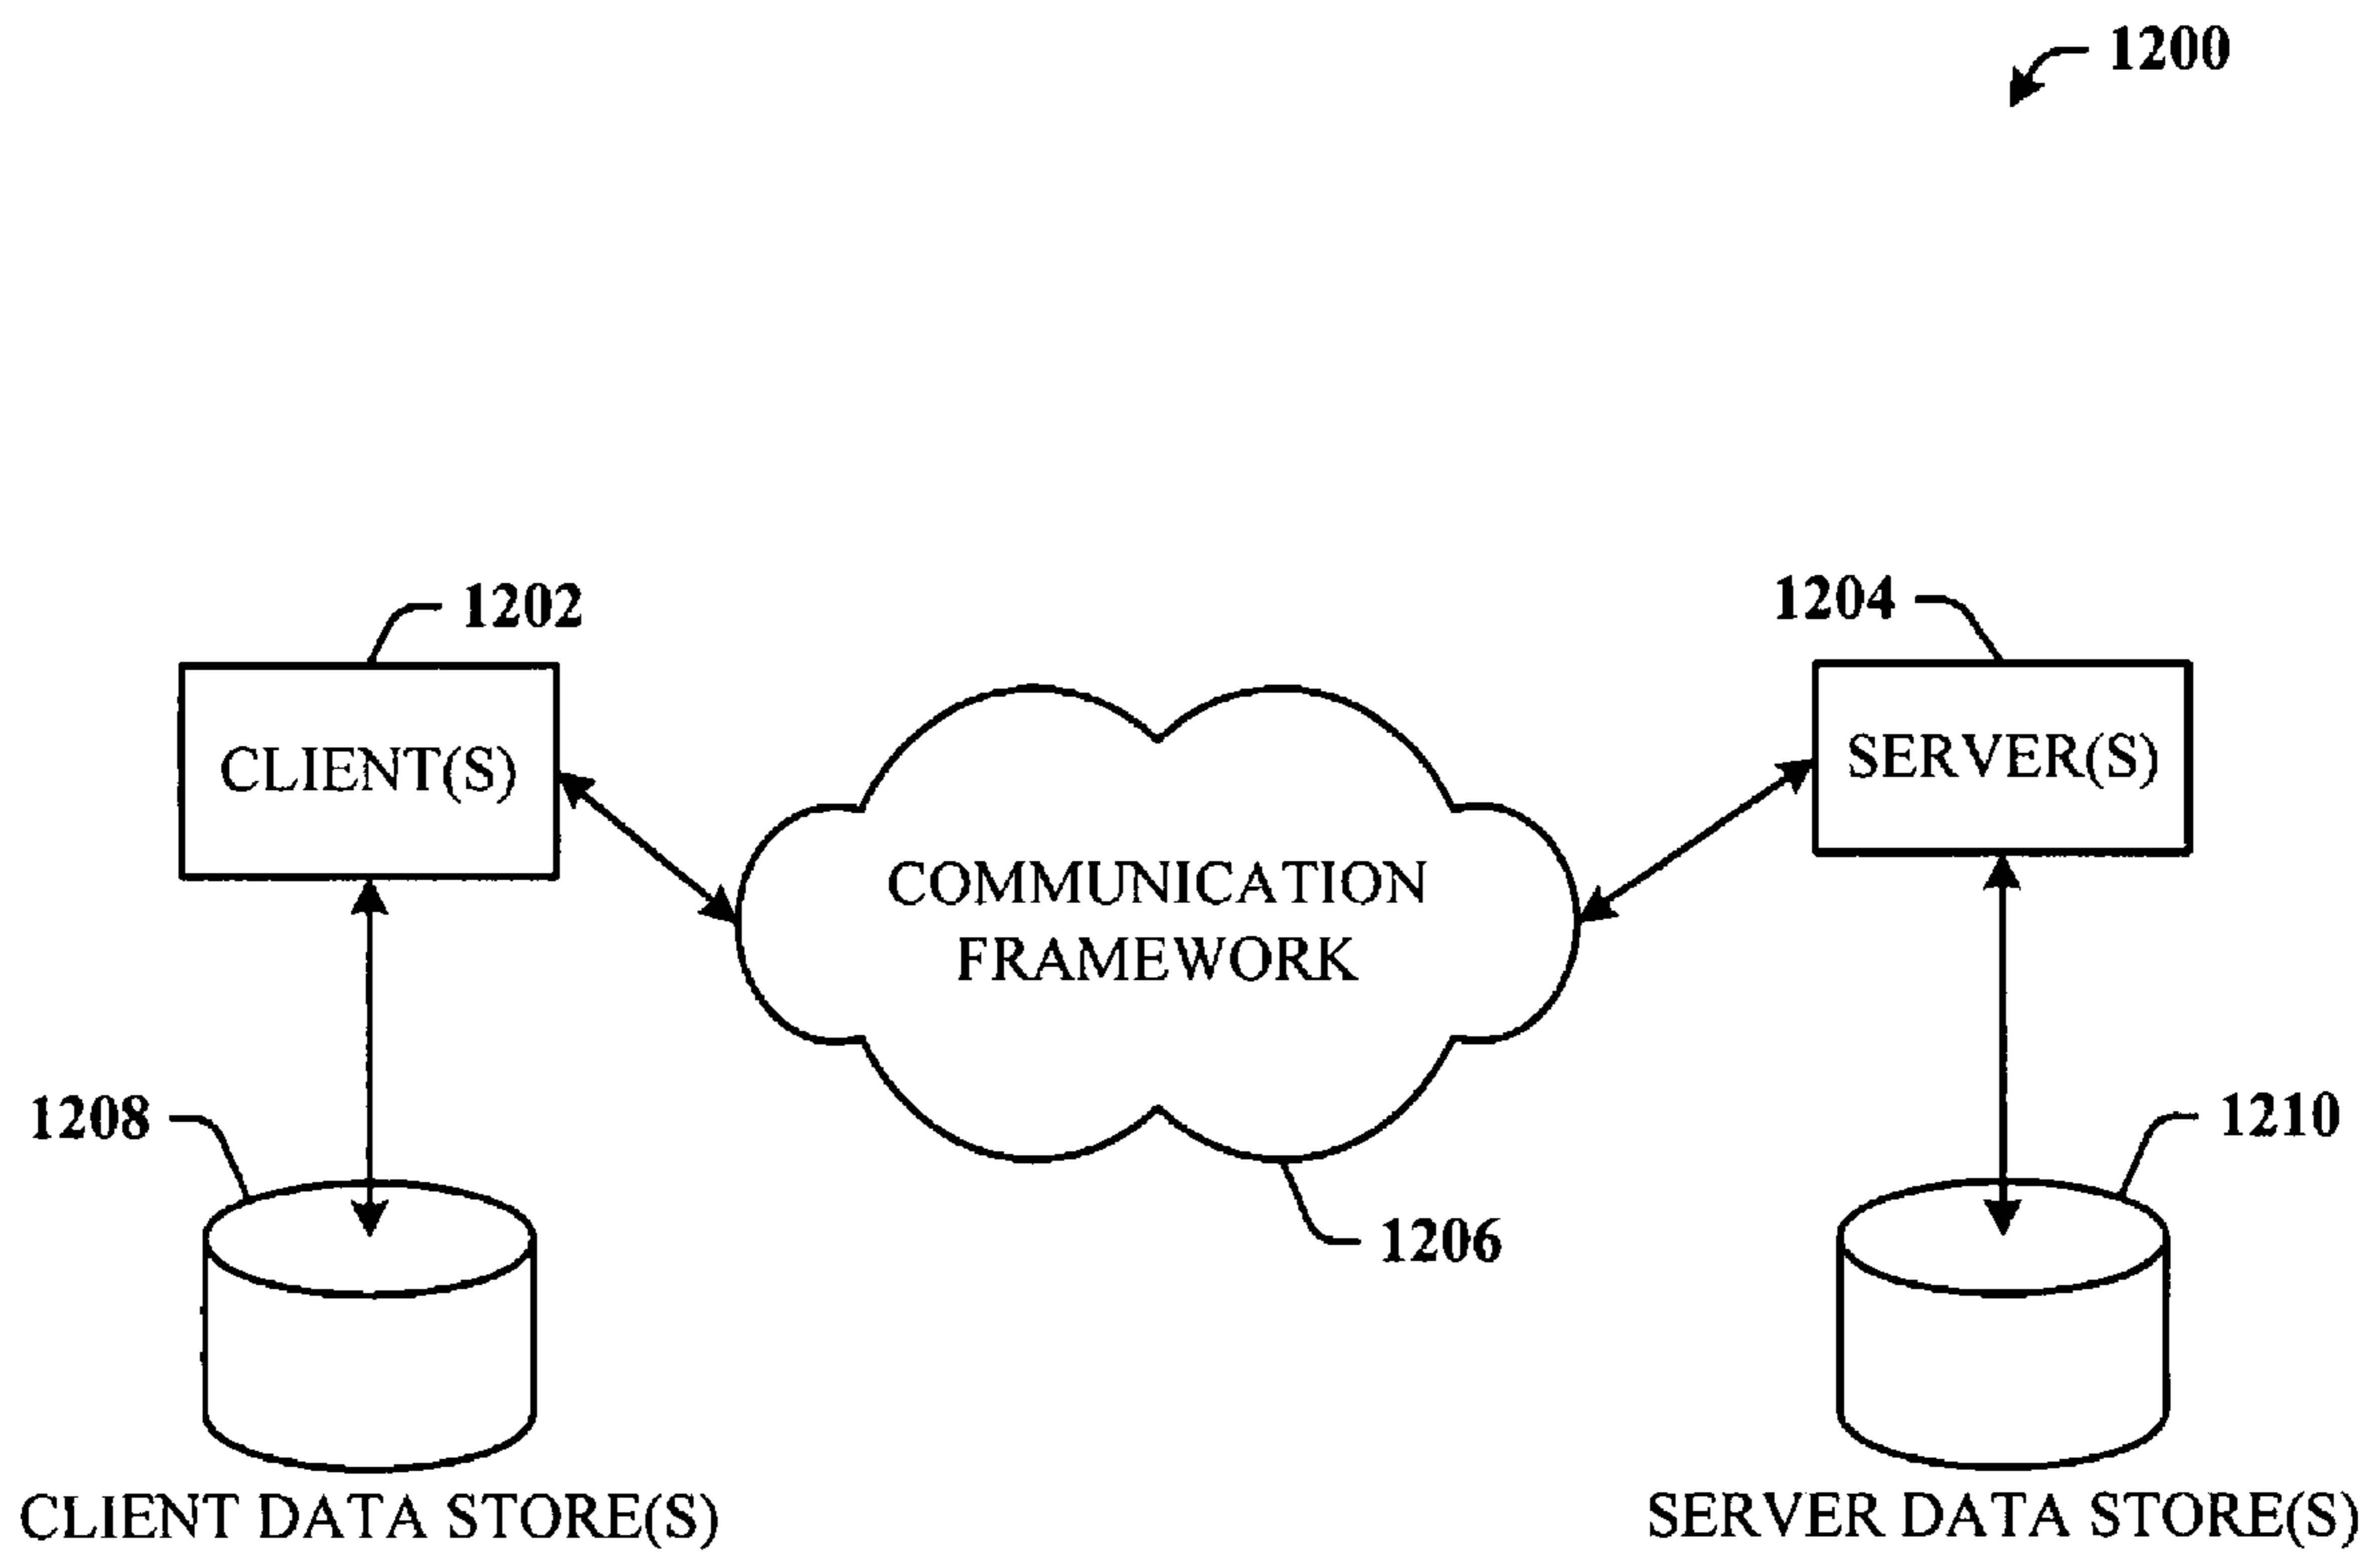 1200
1202
1204
CLIENT(S)
SERVER(S)
COMMUNICATION
FRAMEWORK
1208
1210
1206
CLIENT DATA STORE(S)
SERVER DATA STORE(S)